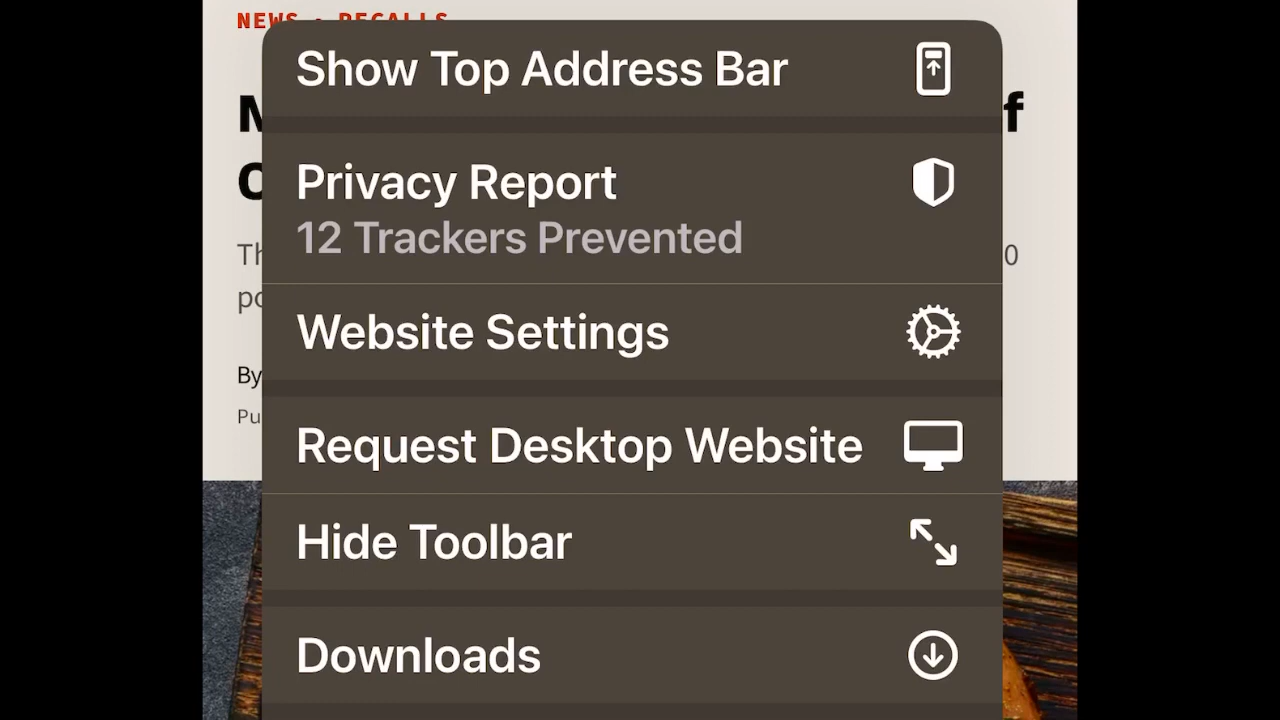 NEWS • RECALLS
Show Top Address Bar
Privacy Report
12 Trackers Prevented
Website Settings
By
Request Desktop Website
Hide Toolbar
Downloads